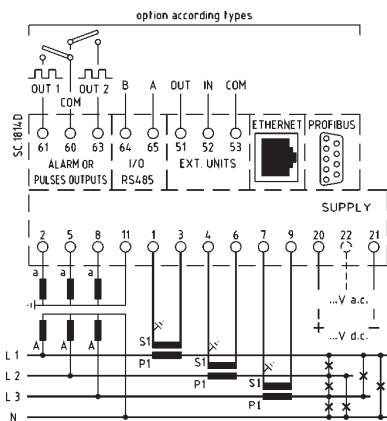 option according types
OUT 1 OUT 2
COM
B A OUT IN COM
SC.1814D
61 60 63 64 65 51 52 53
ETHERNET PROFIBUS
ALARM OR
PULSES OUTPUTS
I/O
RS485
EXT. UNITS
SUPPLY
2 5 8 11 1 3 4 6 7 9 20 22 21
a a a
...V a.c.
+ ...V d.c. -
A A A
S1 S1 S1
P1 P1 P1
L 1
L 2
L 3
N